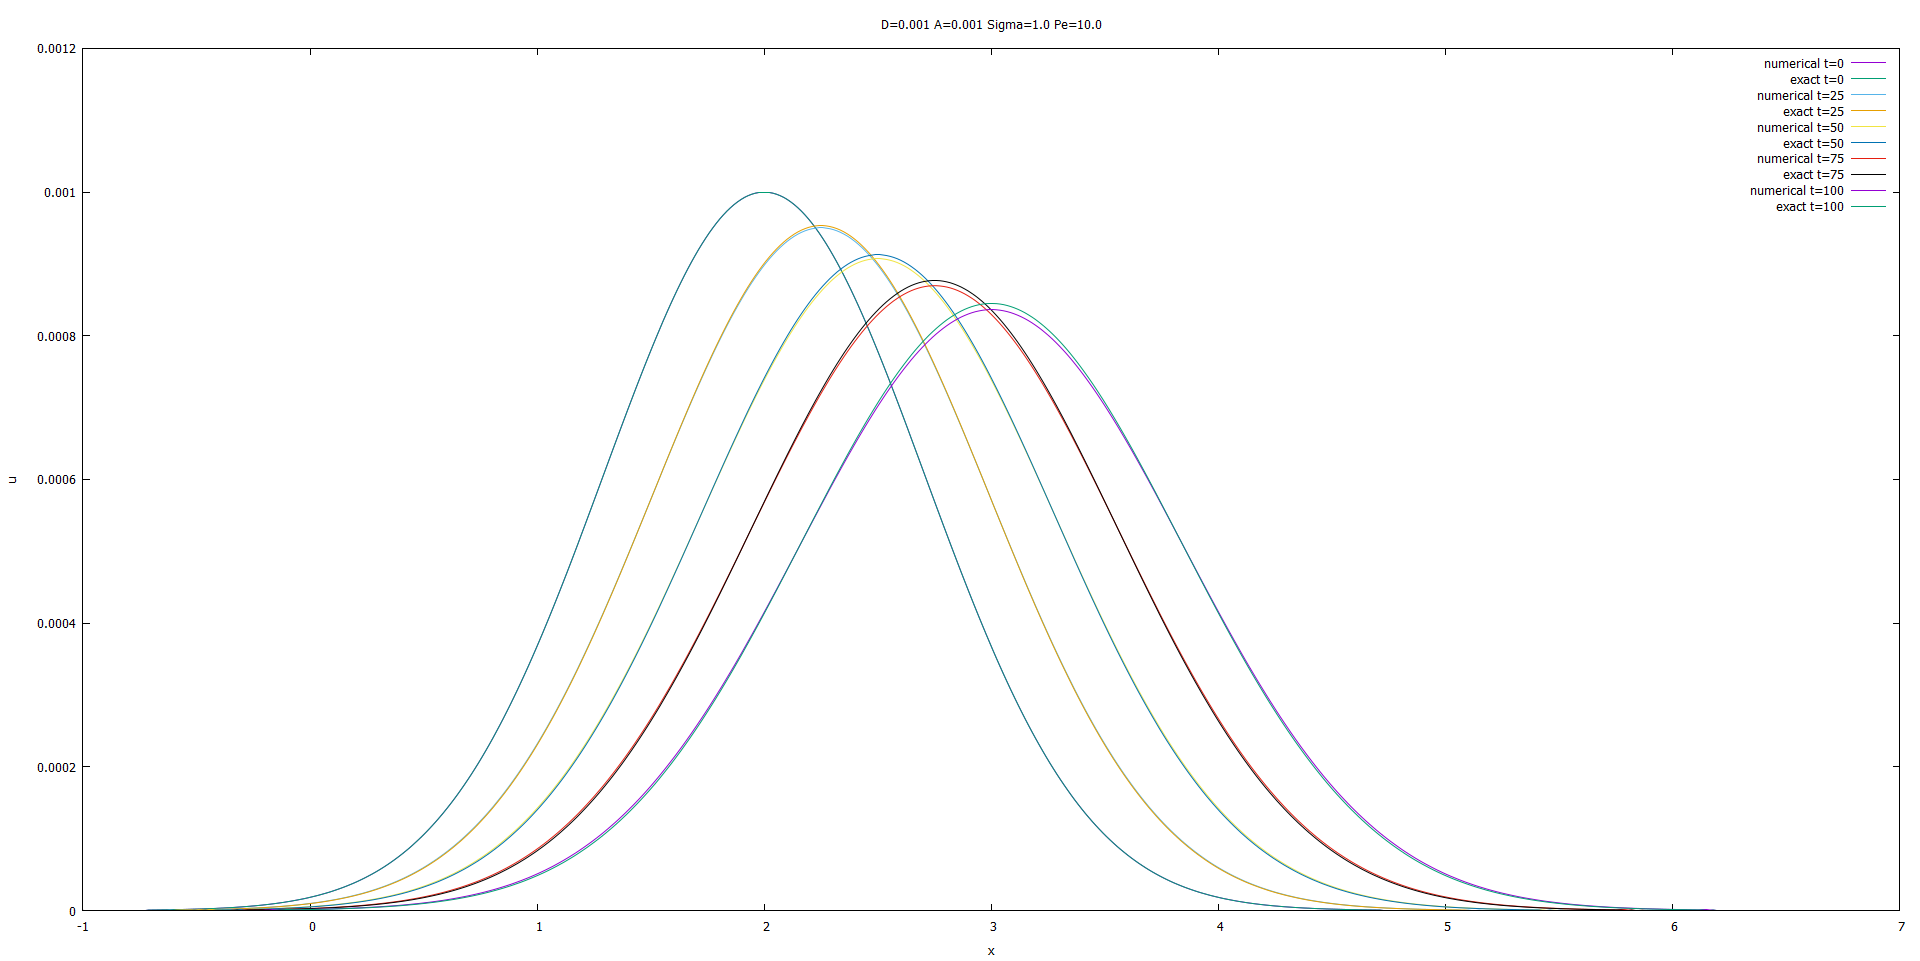 D=0.001 A=0.001 Sigma=1.0 Pe=10.0
0.0012
0.001
0.0008
0.0006
0.0004
0.0002
0
u
numerical t=0
exact t=0
numerical t=25
exact t=25
numerical t=50
exact t=50
numerical t=75
exact t=75
numerical t=100
exact t=100
-1 0 1 2 3 4 5 6 7
x